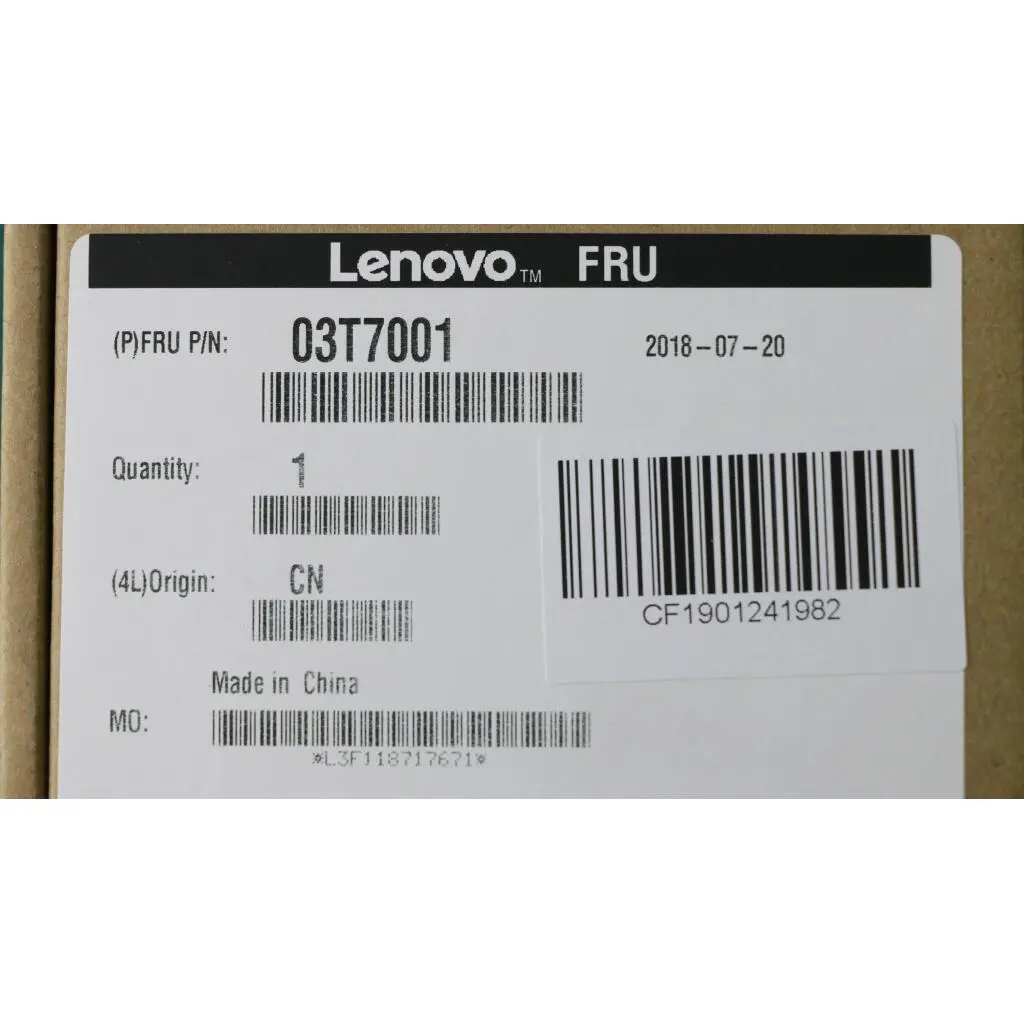 Lenovo™ FRU
(P)FRU P/N: 03T7001 2018-07-20
Quantity: 1
(4L)Origin: CN
CF1901241982
Made in China
MO:
*L3F118717671*